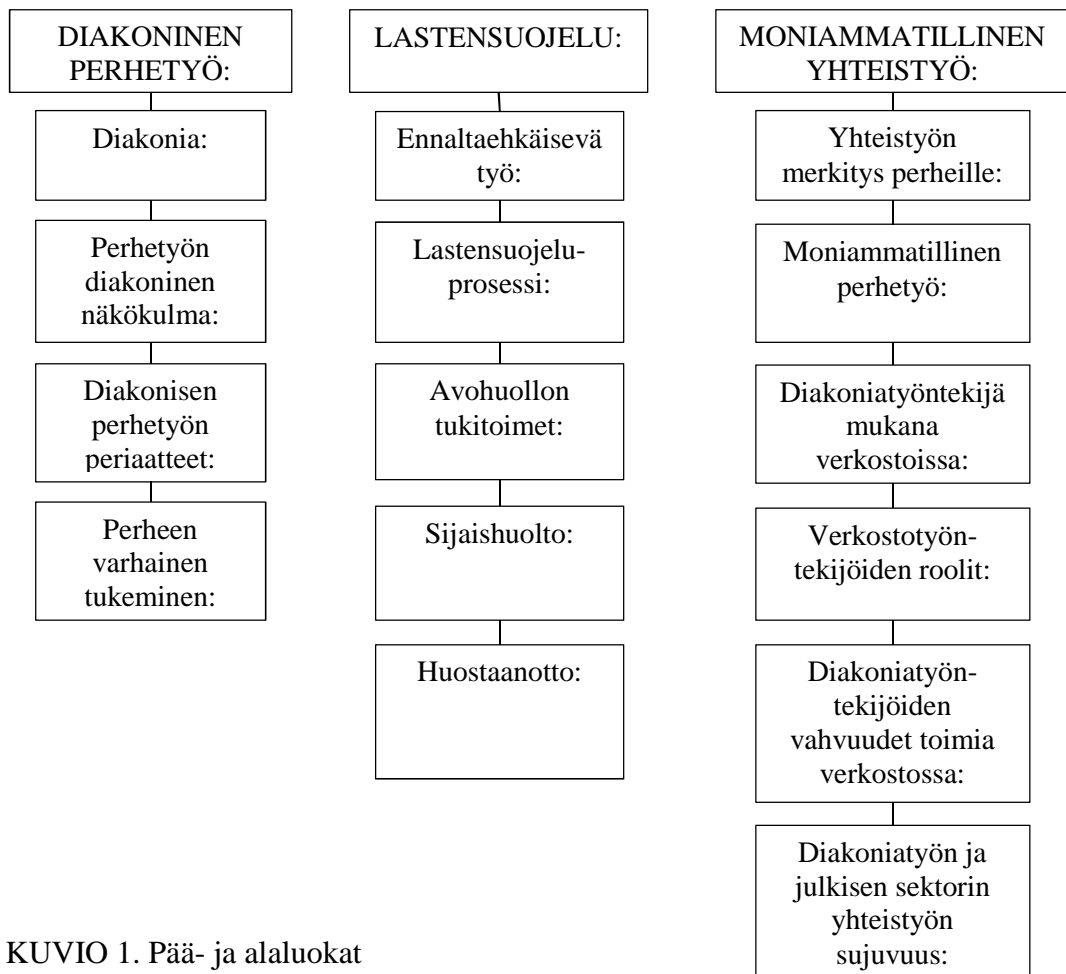 DIAKONINEN
PERHETYÖ:
Diakonia:
Perhetyön
diakoninen
näkökulma:
Diakonisen
perhetyön
periaatteet:
Perheen
varhainen
tukeminen:
LASTENSUOJELU:
Ennaltaehkäisevä
työ:
Lastensuojelu-
prosessi:
Avohuollon
tukitoimet:
Sijaishuolto:
Huostaanotto:
MONIAMMATILLINEN
YHTEISTYÖ:
Yhteistyön
merkitys perheille:
Moniammatillinen
perhetyö:
Diakoniatyöntekijä
mukana
verkostoissa:
Verkostotyön-
tekijöiden roolit:
Diakoniatyön-
tekijöiden
vahvuudet toimia
verkostossa:
Diakoniatyön ja
julkisen sektorin
yhteistyön
sujuvuus:
KUVIO 1. Pää- ja alaluokat